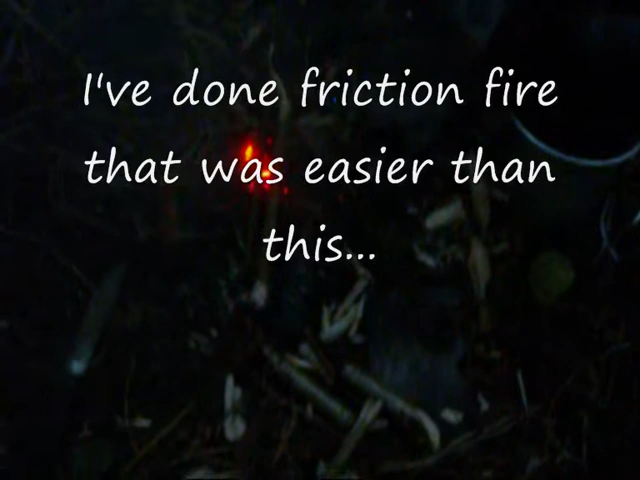 I've done friction fire
that was easier than
this...